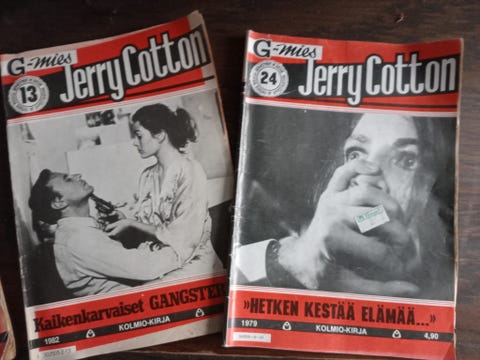 G-mies
Jerry Cotton
13
Kaikenkarvaiset GANGSTER
1982
KOLMIO-KIRJA
G-mies
Jerry Cotton
24
»HETKEN KESTÄÄ ELÄMÄÄ...»
1979
KOLMIO-KIRJA
4,90